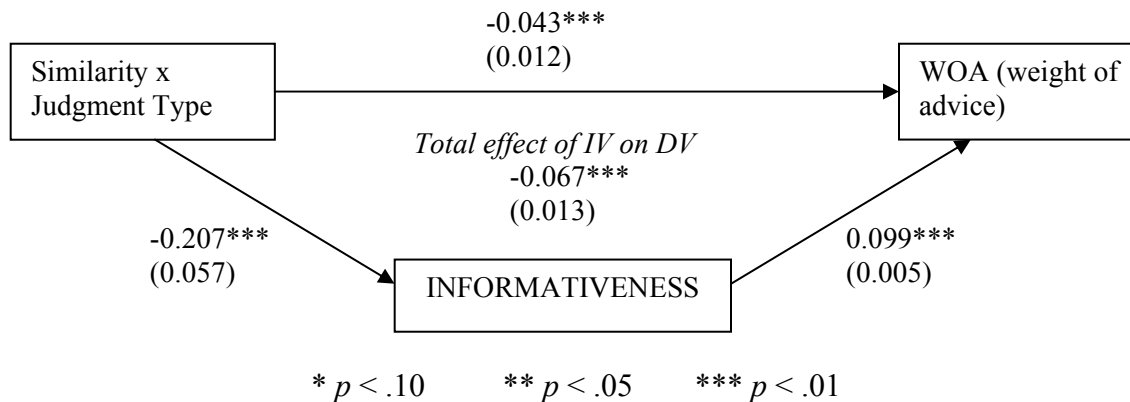 -0.043***
(0.012)
Similarity x
Judgment Type
WOA (weight of
advice)
Total effect of IV on DV
-0.067***
(0.013)
-0.207***
(0.057)
0.099***
(0.005)
INFORMATIVENESS
* p < .10 ** p < .05 *** p < .01